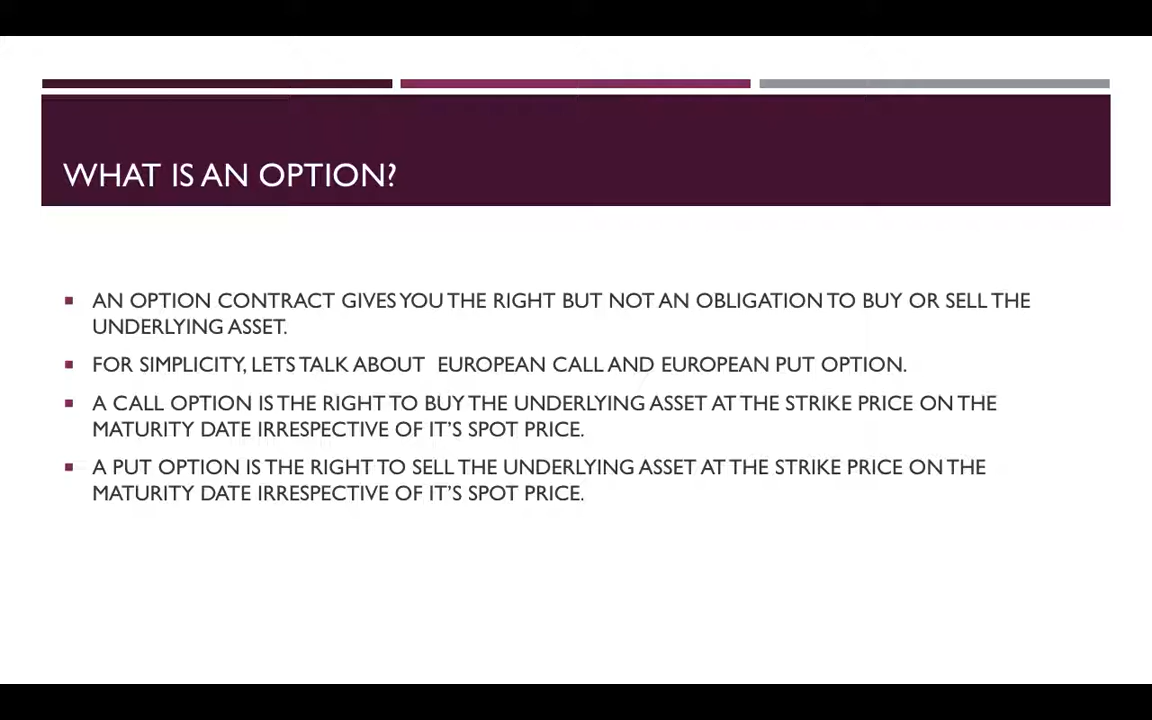 WHAT IS AN OPTION?
AN OPTION CONTRACT GIVES YOU THE RIGHT BUT NOT AN OBLIGATION TO BUY OR SELL THE
UNDERLYING ASSET.
FOR SIMPLICITY, LETS TALK ABOUT  EUROPEAN CALL AND EUROPEAN PUT OPTION.
A CALL OPTION IS THE RIGHT TO BUY THE UNDERLYING ASSET AT THE STRIKE PRICE ON THE
MATURITY DATE IRRESPECTIVE OF IT’S SPOT PRICE.
A PUT OPTION IS THE RIGHT TO SELL THE UNDERLYING ASSET AT THE STRIKE PRICE ON THE
MATURITY DATE IRRESPECTIVE OF IT’S SPOT PRICE.